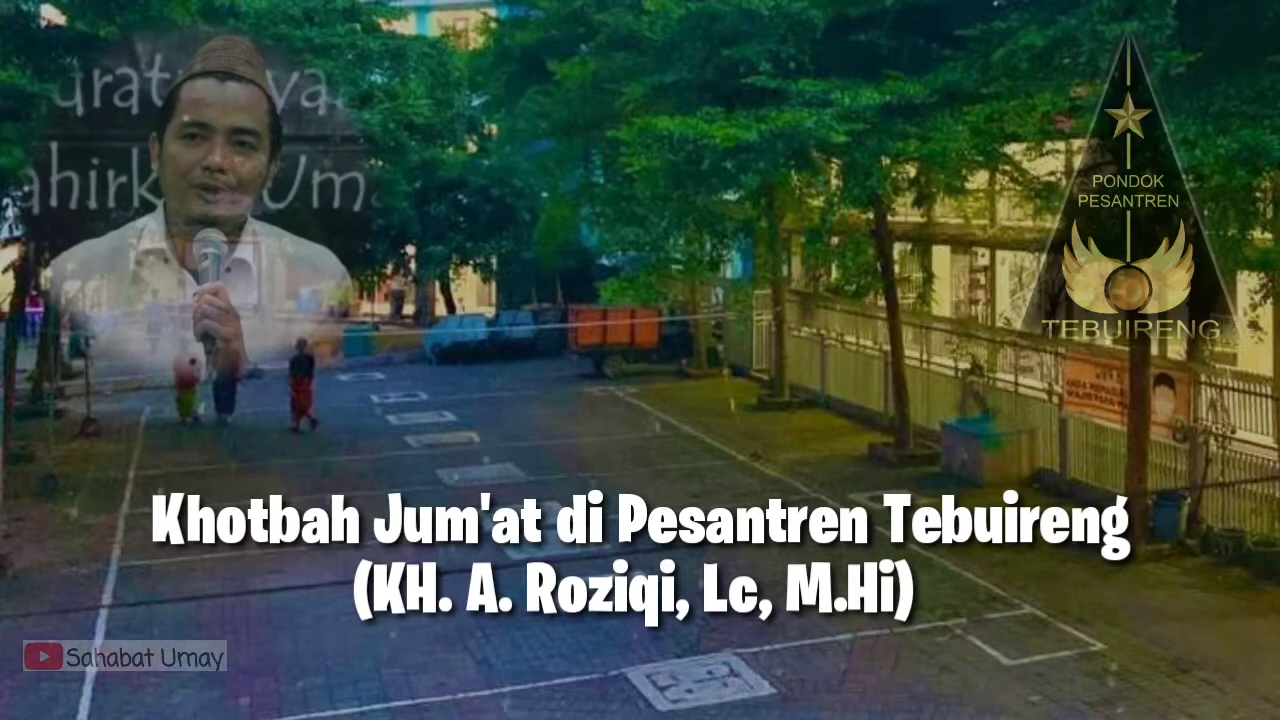 PONDOK
PESANTREN
TEBUIRENG
Khotbah Jum'at di Pesantren Tebuireng
(KH. A. Roziqi, Lc, M.Hi)
Sahabat Umay